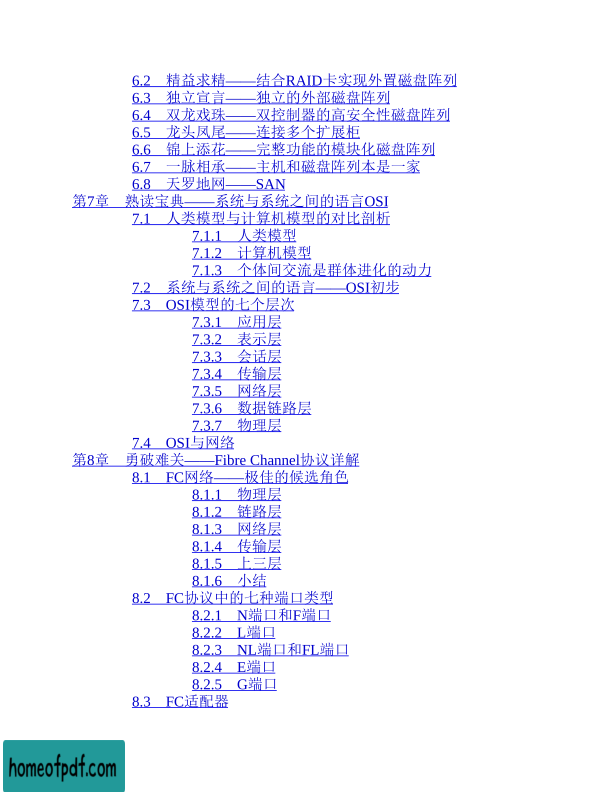 6.2　精益求精——结合RAID卡实现外置磁盘阵列
6.3　独立宣言——独立的外部磁盘阵列
6.4　双龙戏珠——双控制器的高安全性磁盘阵列
6.5　龙头凤尾——连接多个扩展柜
6.6　锦上添花——完整功能的模块化磁盘阵列
6.7　一脉相承——主机和磁盘阵列本是一家
6.8　天罗地网——SAN
第7章　熟读宝典——系统与系统之间的语言OSI
7.1　人类模型与计算机模型的对比剖析
7.1.1　人类模型
7.1.2　计算机模型
7.1.3　个体间交流是群体进化的动力
7.2　系统与系统之间的语言——OSI初步
7.3　OSI模型的七个层次
7.3.1　应用层
7.3.2　表示层
7.3.3　会话层
7.3.4　传输层
7.3.5　网络层
7.3.6　数据链路层
7.3.7　物理层
7.4　OSI与网络
第8章　勇破难关——Fibre Channel协议详解
8.1　FC网络——极佳的候选角色
8.1.1　物理层
8.1.2　链路层
8.1.3　网络层
8.1.4　传输层
8.1.5　上三层
8.1.6　小结
8.2　FC协议中的七种端口类型
8.2.1　N端口和F端口
8.2.2　L端口
8.2.3　NL端口和FL端口
8.2.4　E端口
8.2.5　G端口
8.3　FC适配器
homeofpdf.com